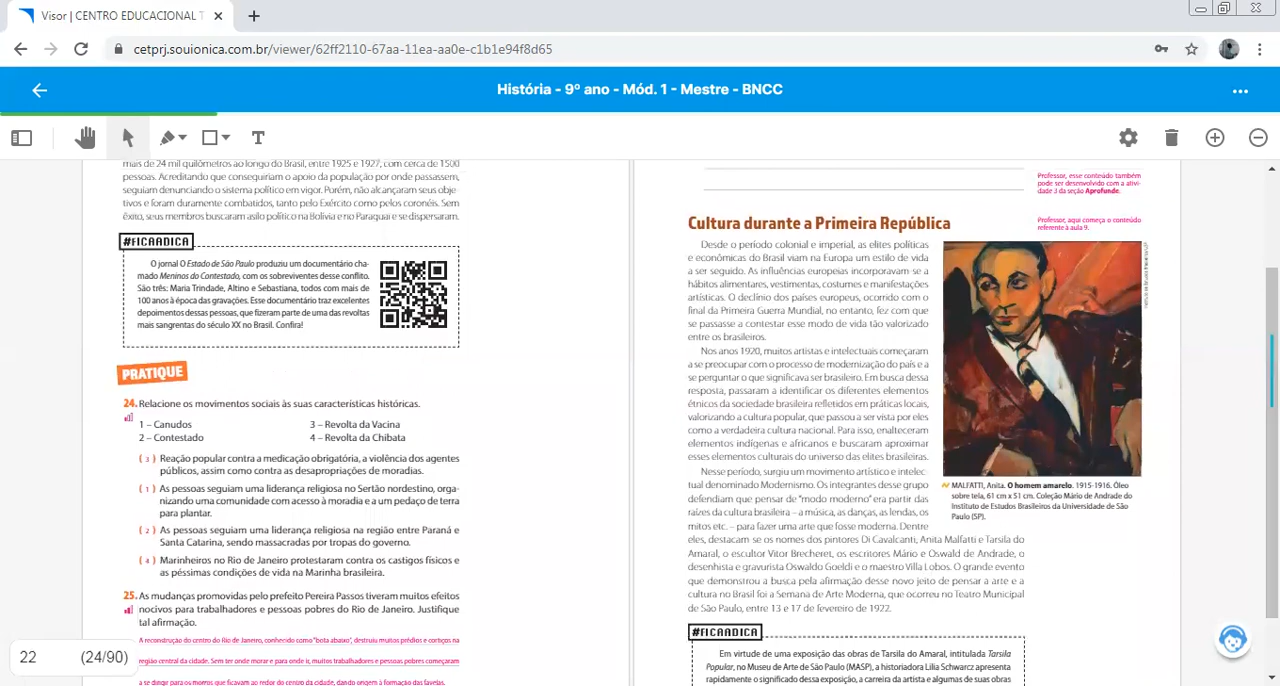 Visor | CENTRO EDUCACIONAL T
cetprj.souionica.com.br/viewer/62ff2110-67aa-11ea-aa0e-c1b1e94f8d65
História - 9º ano - Mód. 1 - Mestre - BNCC
mais de 24 mil quilômetros ao longo do Brasil, entre 1925 e 1927, com cerca de 1500
pessoas. Acreditando que conseguiriam o apoio da população por onde passassem,
seguiam denunciando o sistema político em vigor. Porém, não alcançaram seus obje-
tivos e foram duramente combatidos, tanto pelo Exército como pelos coronéis. Sem
êxito, seus membros buscaram asilo político na Bolívia e no Paraguai e se dispersaram.
#FICAADICA
O jornal O Estado de São Paulo produziu um documentário cha-
mado Meninos do Contestado, com os sobreviventes desse conflito.
São três: Maria Trindade, Altino e Sebastiana, todos com mais de
100 anos à época das gravações. Esse documentário traz excelentes
depoimentos dessas pessoas, que fizeram parte de uma das revoltas
mais sangrentas do século XX no Brasil. Confira!
PRATIQUE
24. Relacione os movimentos sociais às suas características históricas.
1 – Canudos
2 – Contestado
3 – Revolta da Vacina
4 – Revolta da Chibata
( 3 ) Reação popular contra a medicação obrigatória, a violência dos agentes
públicos, assim como contra as desapropriações de moradias.
( 1 ) As pessoas seguiam uma liderança religiosa no Sertão nordestino, orga-
nizando uma comunidade com acesso à moradia e a um pedaço de terra
para plantar.
( 2 ) As pessoas seguiam uma liderança religiosa na região entre Paraná e
Santa Catarina, sendo massacradas por tropas do governo.
( 4 ) Marinheiros no Rio de Janeiro protestaram contra os castigos físicos e
as péssimas condições de vida na Marinha brasileira.
25. As mudanças promovidas pelo prefeito Pereira Passos tiveram muitos efeitos
nocivos para trabalhadores e pessoas pobres do Rio de Janeiro. Justifique
tal afirmação.
A reconstrução do centro do Rio de Janeiro, conhecido como "bota abaixo", destruiu muitos prédios e cortiços na
região central da cidade. Sem ter onde morar e para onde ir, muitos trabalhadores e pessoas pobres começaram
a se dirigir para os morros que ficavam ao redor do centro da cidade, dando origem à formação das favelas.
22 (24/90)
Professor, esse conteúdo também
pode ser desenvolvido com a ativi-
dade 3 da seção Aprofunde.
Professor, aqui começa o conteúdo
referente à aula 9.
Cultura durante a Primeira República
Desde o período colonial e imperial, as elites políticas
e econômicas do Brasil viam na Europa um estilo de vida
a ser seguido. As influências europeias incorporavam-se a
hábitos alimentares, vestimentas, costumes e manifestações
artísticas. O declínio dos países europeus, ocorrido com o
final da Primeira Guerra Mundial, no entanto, fez com que
se passasse a contestar esse modo de vida tão valorizado
entre os brasileiros.
Nos anos 1920, muitos artistas e intelectuais começaram
a se preocupar com o processo de modernização do país e a
se perguntar o que significava ser brasileiro. Em busca dessa
resposta, passaram a identificar os diferentes elementos
étnicos da sociedade brasileira refletidos em práticas locais,
valorizando a cultura popular, que passou a ser vista por eles
como a verdadeira cultura nacional. Para isso, enalteceram
elementos indígenas e africanos e buscaram aproximar
esses elementos culturais do universo das elites brasileiras.
Nesse período, surgiu um movimento artístico e intelec-
tual denominado Modernismo. Os integrantes desse grupo
defendiam que pensar de "modo moderno" era partir das
raízes da cultura brasileira – a música, as danças, as lendas, os
mitos etc. – para fazer uma arte que fosse moderna. Dentre
eles, destacam-se os nomes dos pintores Di Cavalcanti, Anita Malfatti e Tarsila do
Amaral, o escultor Vitor Brecheret, os escritores Mário e Oswald de Andrade, o
desenhista e gravurista Oswaldo Goeldi e o maestro Villa Lobos. O grande evento
que demonstrou a busca pela afirmação desse novo jeito de pensar a arte e a
cultura no Brasil foi a Semana de Arte Moderna, que ocorreu no Teatro Municipal
de São Paulo, entre 13 e 17 de fevereiro de 1922.
MALFATTI, Anita. O homem amarelo. 1915-1916. Óleo
sobre tela, 61 cm x 51 cm. Coleção Mário de Andrade do
Instituto de Estudos Brasileiros da Universidade de São
Paulo (SP).
#FICAADICA
Em virtude de uma exposição das obras de Tarsila do Amaral, intitulada Tarsila
Popular, no Museu de Arte de São Paulo (MASP), a historiadora Lilia Schwarcz apresenta
rapidamente o significado dessa exposição, a carreira da artista e algumas de suas obras